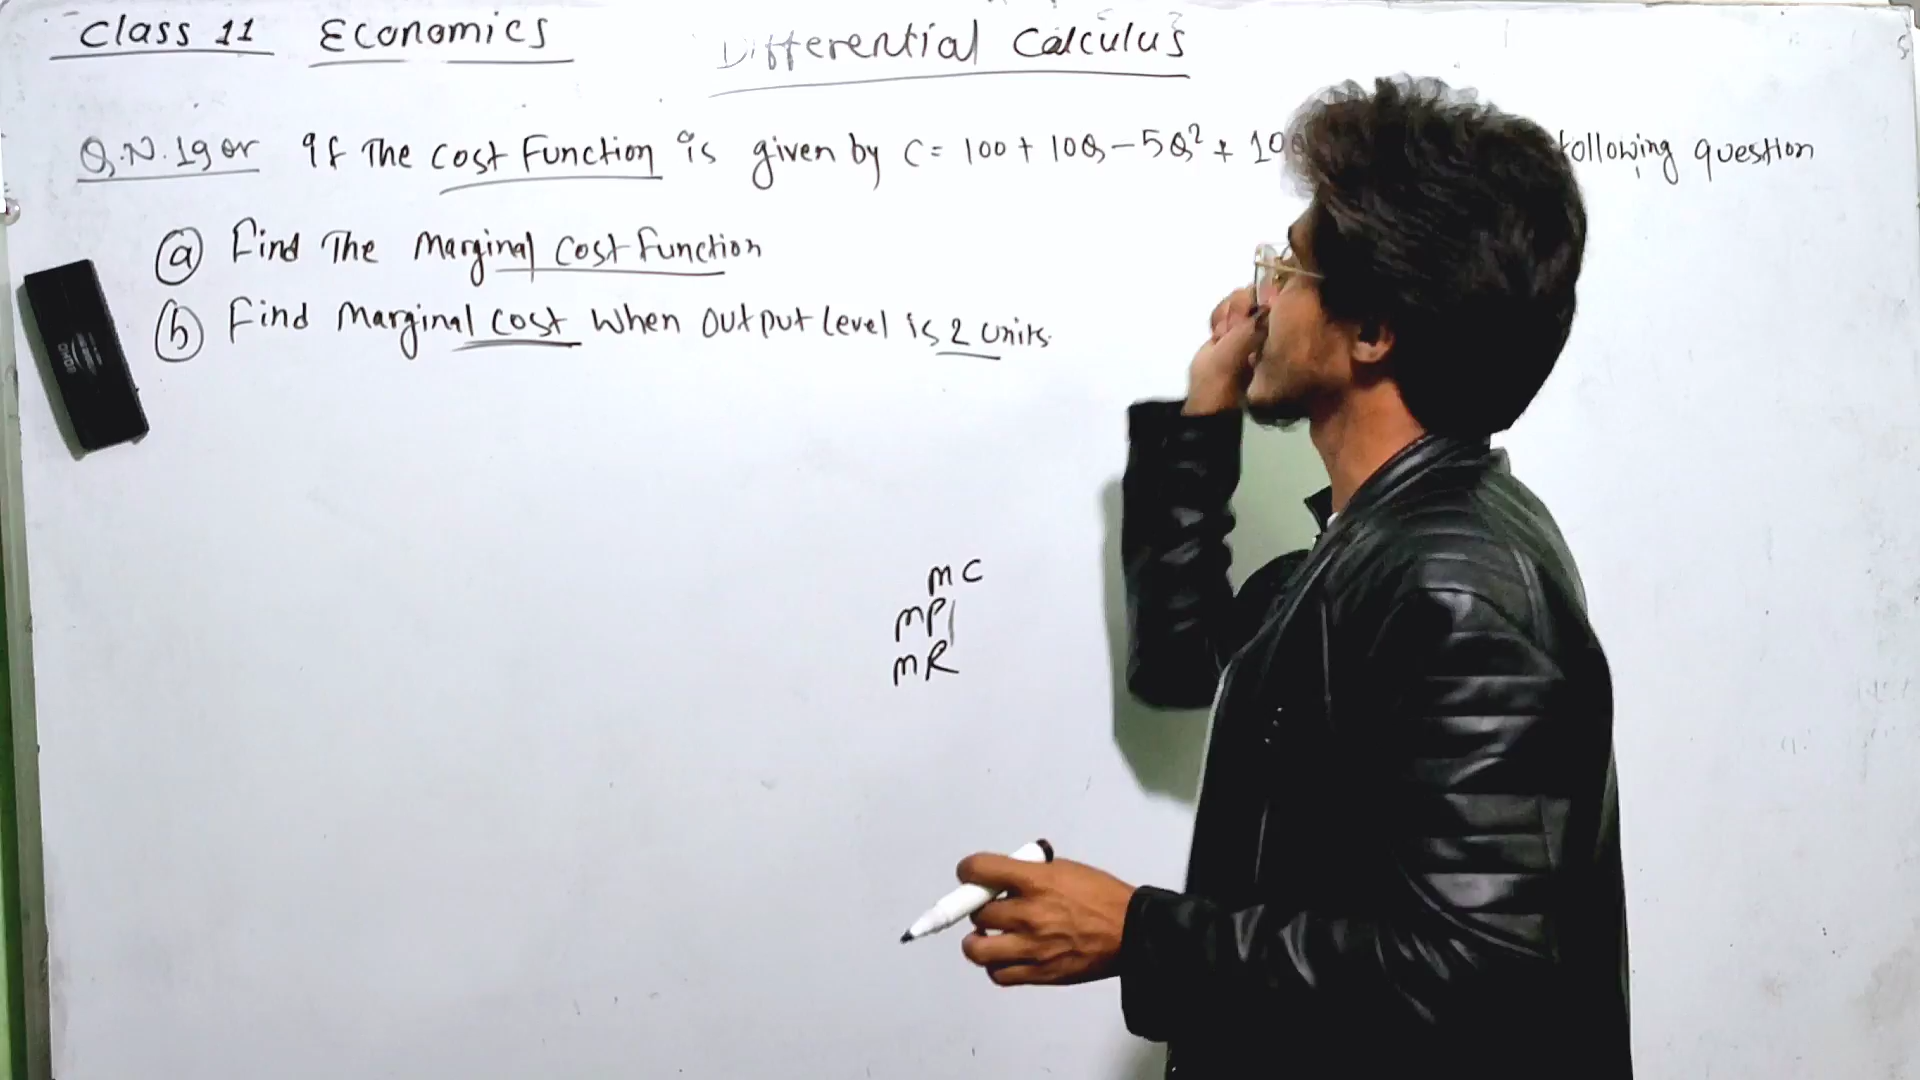 Class 11 Economics Differential Calculus
Q.N.19 or If The Cost Function is given by C = 100 + 10Q - 5Q² + 10 following question
(a) Find The Marginal Cost Function
(b) Find Marginal Cost When Output Level is 2 Units.
MC
MP
MR